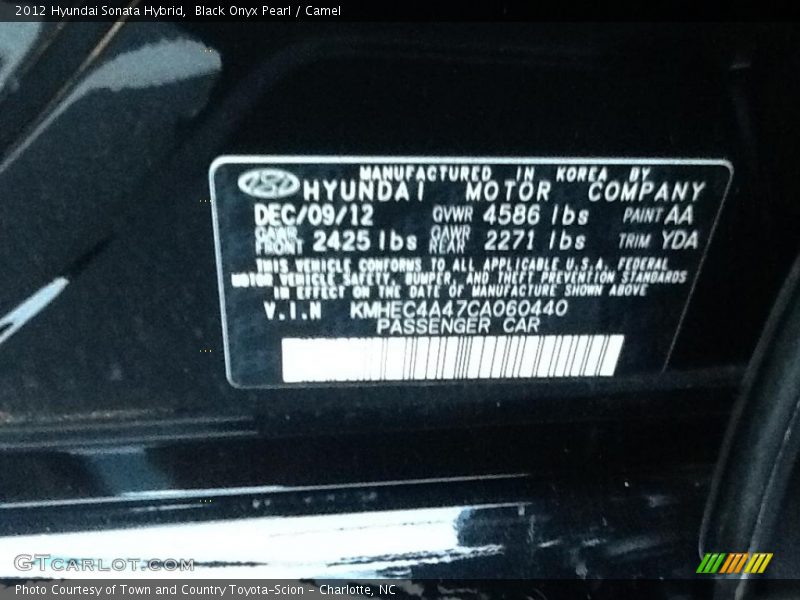 2012 Hyundai Sonata Hybrid, Black Onyx Pearl / Camel
MANUFACTURED IN KOREA BY
HYUNDAI MOTOR COMPANY
DEC/09/12 GVWR 4586 lbs PAINT AA
GAWR FRONT 2425 lbs GAWR REAR 2271 lbs TRIM YDA
THIS VEHICLE CONFORMS TO ALL APPLICABLE U.S.A. FEDERAL
MOTOR VEHICLE SAFETY, BUMPER, AND THEFT PREVENTION STANDARDS
IN EFFECT ON THE DATE OF MANUFACTURE SHOWN ABOVE
V.I.N KMHEC4A47CA060440
PASSENGER CAR
GTCARLOT.COM
Photo Courtesy of Town and Country Toyota-Scion - Charlotte, NC